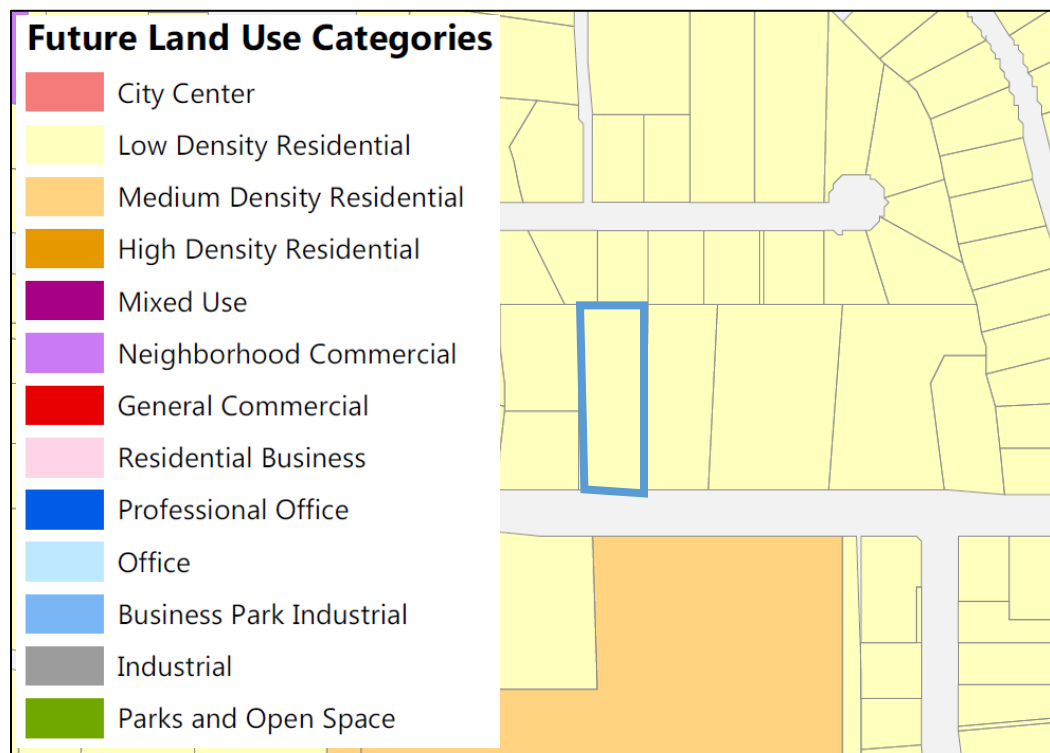 Future Land Use Categories
City Center
Low Density Residential
Medium Density Residential
High Density Residential
Mixed Use
Neighborhood Commercial
General Commercial
Residential Business
Professional Office
Office
Business Park Industrial
Industrial
Parks and Open Space